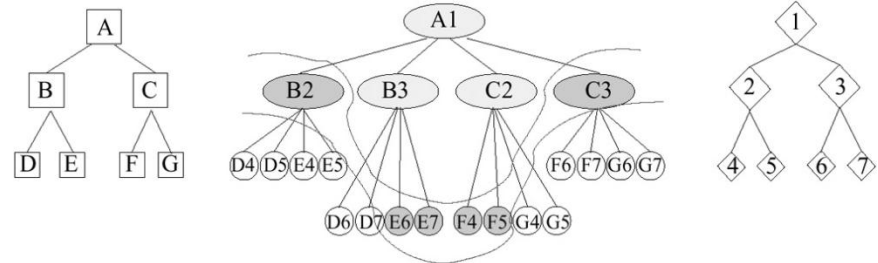 A A1 1
B C B2 B3 C2 C3 2 3
D E F G D4 D5 E4 E5 F6 F7 G6 G7 4 5 6 7
D6 D7 E6 E7 F4 F5 G4 G5